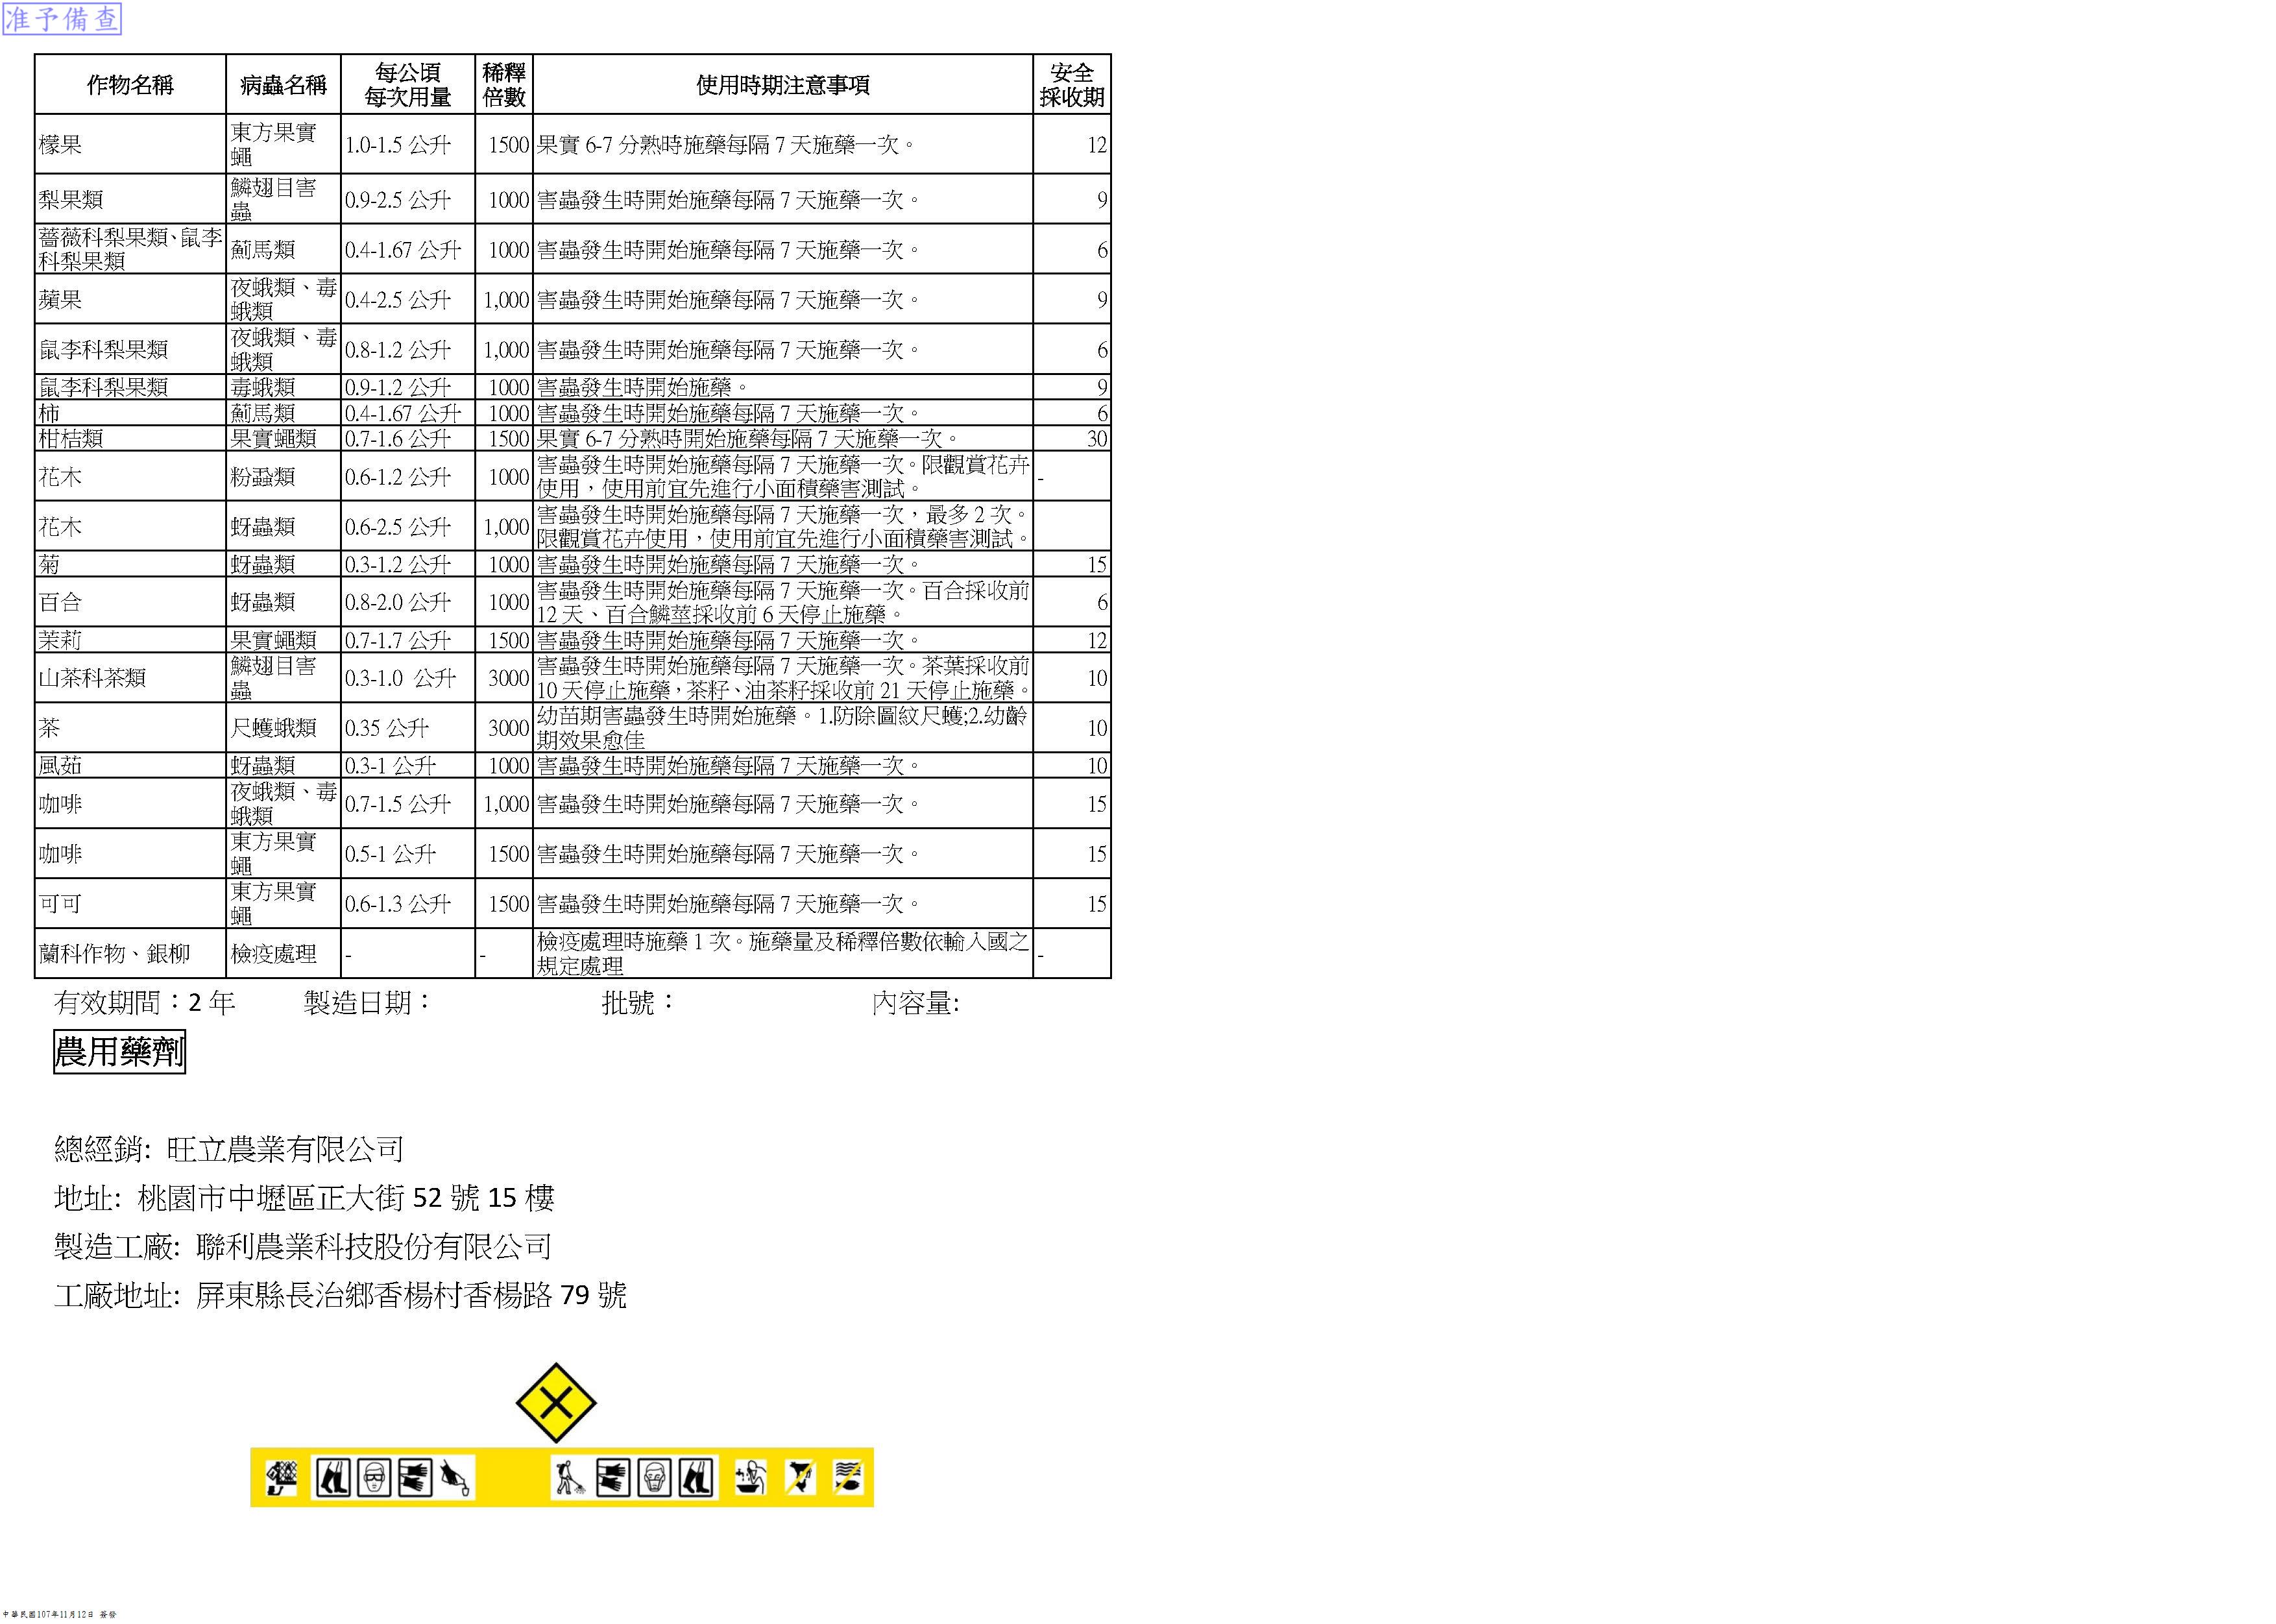 准予備查
作物名稱 病蟲名稱 每公頃 每次用量 稀釋 倍數 使用時期注意事項 安全 採收期
檬果 東方果實 蠅 1.0-1.5 公升 1500 果實 6-7 分熟時施藥每隔 7 天施藥一次。 12
梨果類 鱗翅目害 蟲 0.9-2.5 公升 1000 害蟲發生時開始施藥每隔 7 天施藥一次。 9
薔薇科梨果類、鼠李 科梨果類 薊馬類 0.4-1.67 公升 1000 害蟲發生時開始施藥每隔 7 天施藥一次。 6
蘋果 夜蛾類、毒 蛾類 0.4-2.5 公升 1,000 害蟲發生時開始施藥每隔 7 天施藥一次。 9
鼠李科梨果類 夜蛾類、毒 蛾類 0.8-1.2 公升 1,000 害蟲發生時開始施藥每隔 7 天施藥一次。 6
鼠李科梨果類 毒蛾類 0.9-1.2 公升 1000 害蟲發生時開始施藥。 9
柿 薊馬類 0.4-1.67 公升 1000 害蟲發生時開始施藥每隔 7 天施藥一次。 6
柑桔類 果實蠅類 0.7-1.6 公升 1500 果實 6-7 分熟時開始施藥每隔 7 天施藥一次。 30
花木 粉蝨類 0.6-1.2 公升 1000 害蟲發生時開始施藥每隔 7 天施藥一次。限觀賞花卉 使用，使用前宜先進行小面積藥害測試。 -
花木 蚜蟲類 0.6-2.5 公升 1,000 害蟲發生時開始施藥每隔 7 天施藥一次，最多 2 次。 限觀賞花卉使用，使用前宜先進行小面積藥害測試。
菊 蚜蟲類 0.3-1.2 公升 1000 害蟲發生時開始施藥每隔 7 天施藥一次。 15
百合 蚜蟲類 0.8-2.0 公升 1000 害蟲發生時開始施藥每隔 7 天施藥一次。百合採收前 12 天、百合鱗莖採收前 6 天停止施藥。 6
茉莉 果實蠅類 0.7-1.7 公升 1500 害蟲發生時開始施藥每隔 7 天施藥一次。 12
山茶科茶類 鱗翅目害 蟲 0.3-1.0 公升 3000 害蟲發生時開始施藥每隔 7 天施藥一次。茶葉採收前 10 天停止施藥，茶籽、油茶籽採收前 21 天停止施藥。 10
茶 尺蠖蛾類 0.35 公升 3000 幼苗期害蟲發生時開始施藥。1.防除圖紋尺蠖;2.幼齡 期效果愈佳 10
風茹 蚜蟲類 0.3-1 公升 1000 害蟲發生時開始施藥每隔 7 天施藥一次。 10
咖啡 夜蛾類、毒 蛾類 0.7-1.5 公升 1,000 害蟲發生時開始施藥每隔 7 天施藥一次。 15
咖啡 東方果實 蠅 0.5-1 公升 1500 害蟲發生時開始施藥每隔 7 天施藥一次。 15
可可 東方果實 蠅 0.6-1.3 公升 1500 害蟲發生時開始施藥每隔 7 天施藥一次。 15
蘭科作物、銀柳 檢疫處理 - - 檢疫處理時施藥 1 次。施藥量及稀釋倍數依輸入國之 規定處理 -
有效期間：2 年 製造日期： 批號： 內容量:
農用藥劑
總經銷: 旺立農業有限公司
地址: 桃園市中壢區正大街 52 號 15 樓
製造工廠: 聯利農業科技股份有限公司
工廠地址: 屏東縣長治鄉香楊村香楊路 79 號
中華民國107年11月12日 簽發